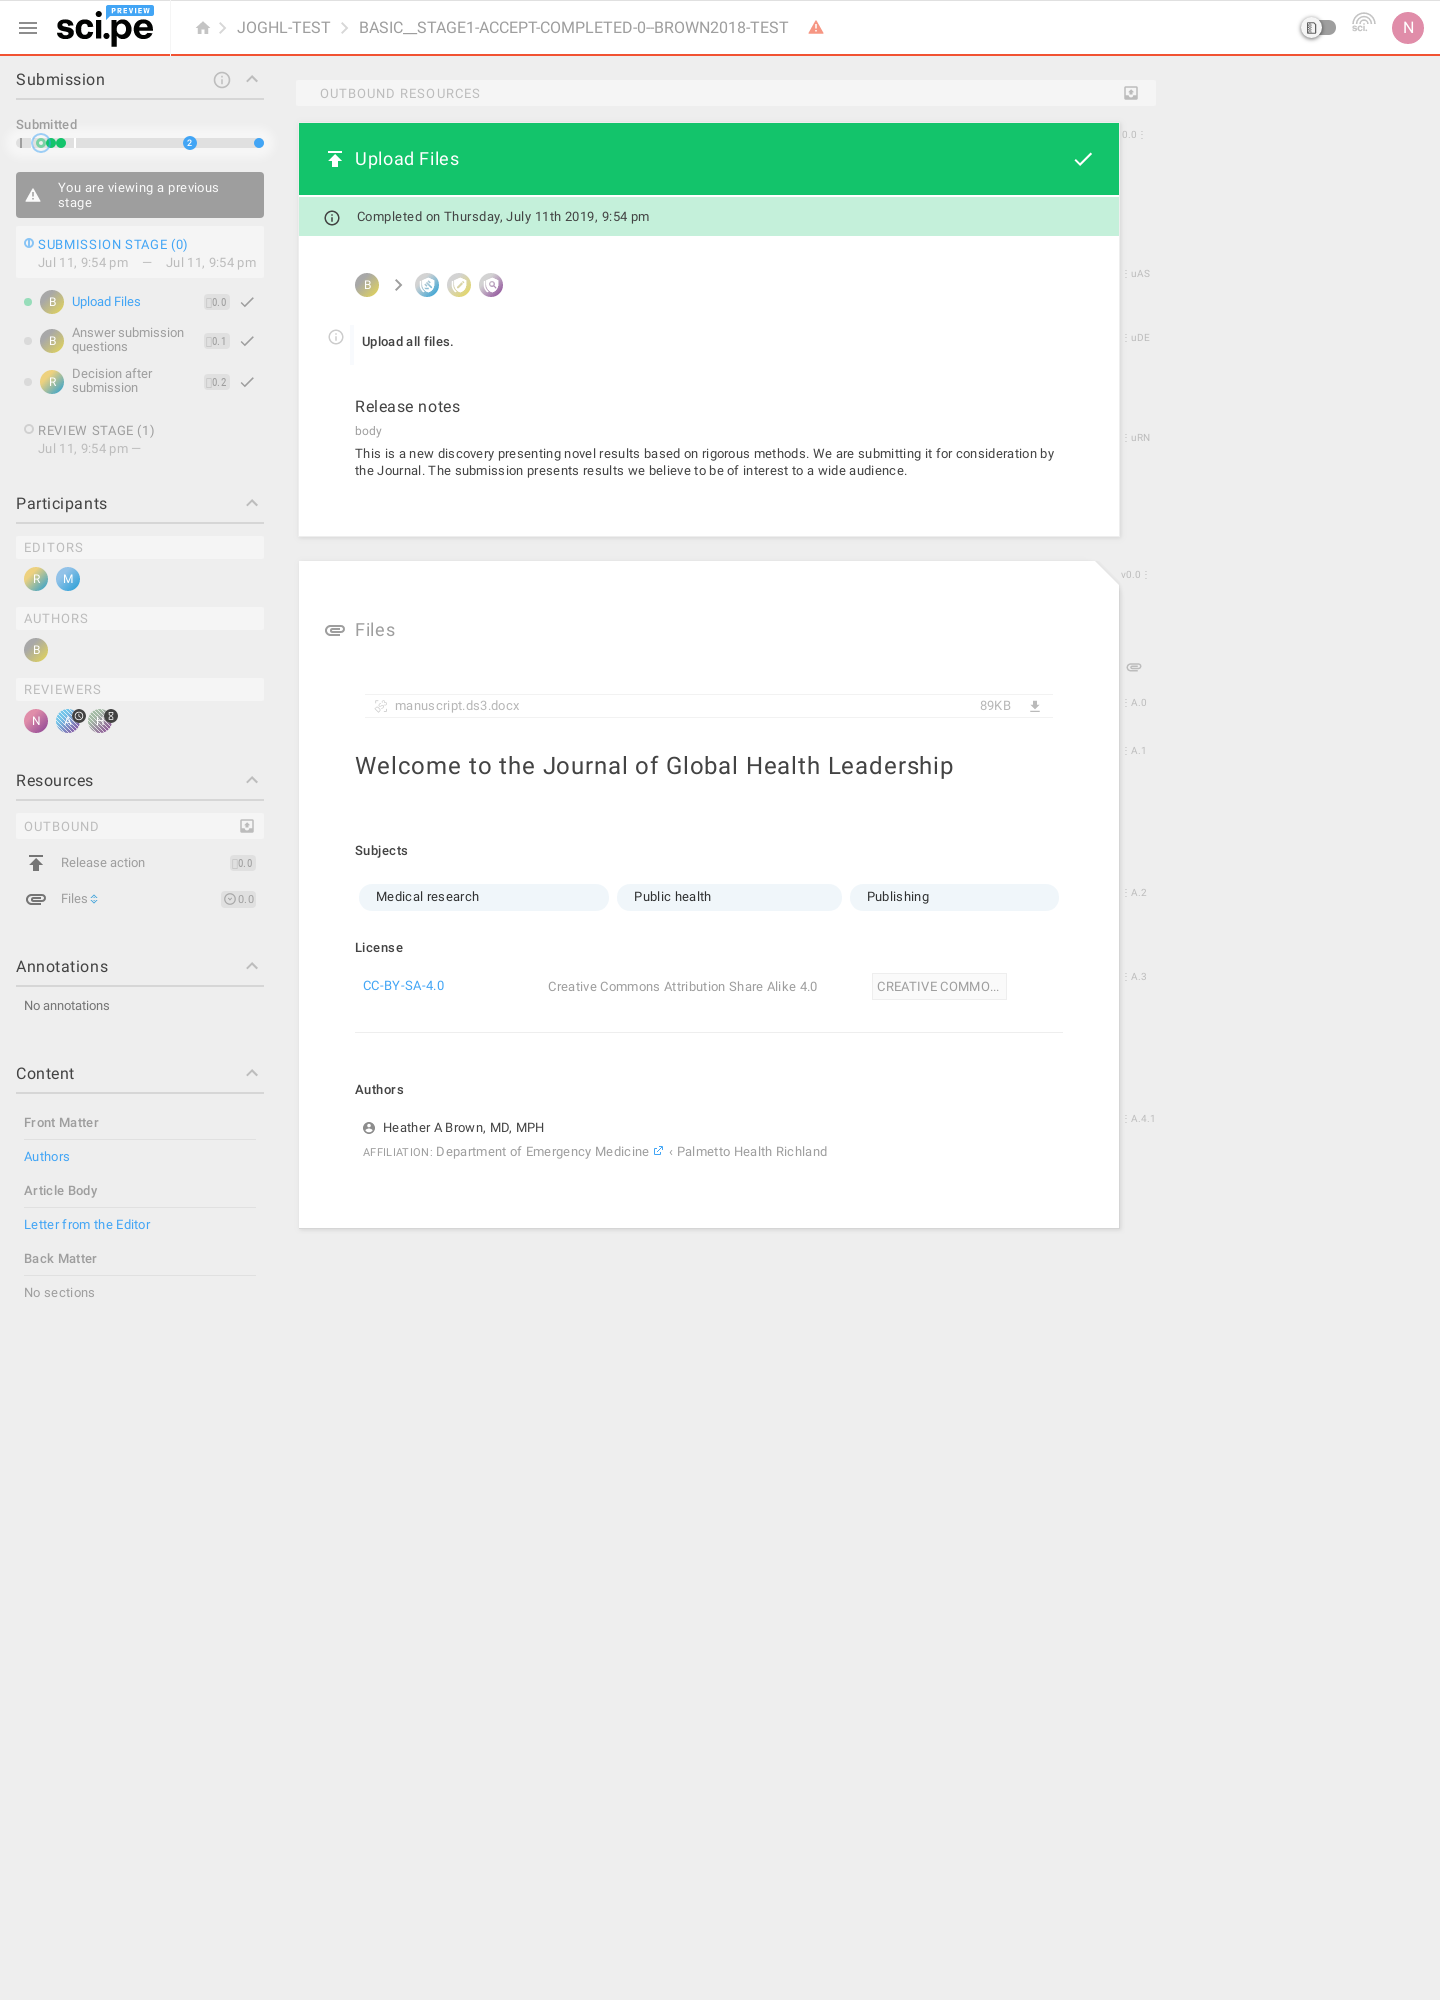 sci.pe
PREVIEW
JOGHL-TEST
BASIC__STAGE1-ACCEPT-COMPLETED-0--BROWN2018-TEST
sci.
N
Submission
Submitted
2
You are viewing a previous
stage
SUBMISSION STAGE (0)
Jul 11, 9:54 pm — Jul 11, 9:54 pm
B Upload Files 0.0
B Answer submission
questions 0.1
R Decision after
submission 0.2
REVIEW STAGE (1)
Jul 11, 9:54 pm —
Participants
EDITORS
R M
AUTHORS
B
REVIEWERS
N A H
Resources
OUTBOUND
Release action 0.0
Files 0.0
Annotations
No annotations
Content
Front Matter
Authors
Article Body
Letter from the Editor
Back Matter
No sections
OUTBOUND RESOURCES
Upload Files
0.0
Completed on Thursday, July 11th 2019, 9:54 pm
B
uAS
Upload all files.
uDE
Release notes
body
uRN
This is a new discovery presenting novel results based on rigorous methods. We are submitting it for consideration by
the Journal. The submission presents results we believe to be of interest to a wide audience.
v0.0
Files
manuscript.ds3.docx 89KB
A.0
Welcome to the Journal of Global Health Leadership
A.1
Subjects
Medical research Public health Publishing
A.2
License
CC-BY-SA-4.0 Creative Commons Attribution Share Alike 4.0 CREATIVE COMMO...
A.3
Authors
Heather A Brown, MD, MPH
A.4.1
AFFILIATION: Department of Emergency Medicine ‹ Palmetto Health Richland